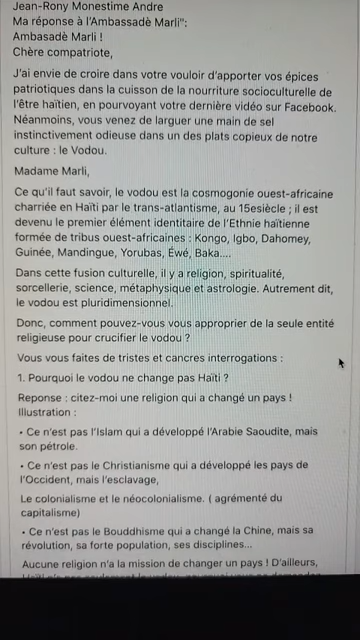 Jean-Rony Monestime Andre
Ma réponse à l'Ambassadè Marli":
Ambasadè Marli !
Chère compatriote,
J'ai envie de croire dans votre vouloir d'apporter vos épices
patriotiques dans la cuisson de la nourriture socioculturelle de
l'être haïtien, en pourvoyant votre dernière vidéo sur Facebook.
Néanmoins, vous venez de larguer une main de sel
instinctivement odieuse dans un des plats copieux de notre
culture : le Vodou.
Madame Marli,
Ce qu'il faut savoir, le vodou est la cosmogonie ouest-africaine
charriée en Haïti par le trans-atlantisme, au 15esiècle ; il est
devenu le premier élément identitaire de l'Ethnie haïtienne
formée de tribus ouest-africaines : Kongo, Igbo, Dahomey,
Guinée, Mandingue, Yorubas, Éwé, Baka....
Dans cette fusion culturelle, il y a religion, spiritualité,
sorcellerie, science, métaphysique et astrologie. Autrement dit,
le vodou est pluridimensionnel.
Donc, comment pouvez-vous vous approprier de la seule entité
religieuse pour crucifier le vodou ?
Vous vous faites de tristes et cancres interrogations :
1. Pourquoi le vodou ne change pas Haïti ?
Reponse : citez-moi une religion qui a changé un pays !
Illustration :
• Ce n'est pas l'Islam qui a développé l'Arabie Saoudite, mais
son pétrole.
• Ce n'est pas le Christianisme qui a développé les pays de
l'Occident, mais l'esclavage,
Le colonialisme et le néocolonialisme. ( agrémenté du
capitalisme)
• Ce n'est pas le Bouddhisme qui a changé la Chine, mais sa
révolution, sa forte population, ses disciplines...
Aucune religion n'a la mission de changer un pays ! D'ailleurs,